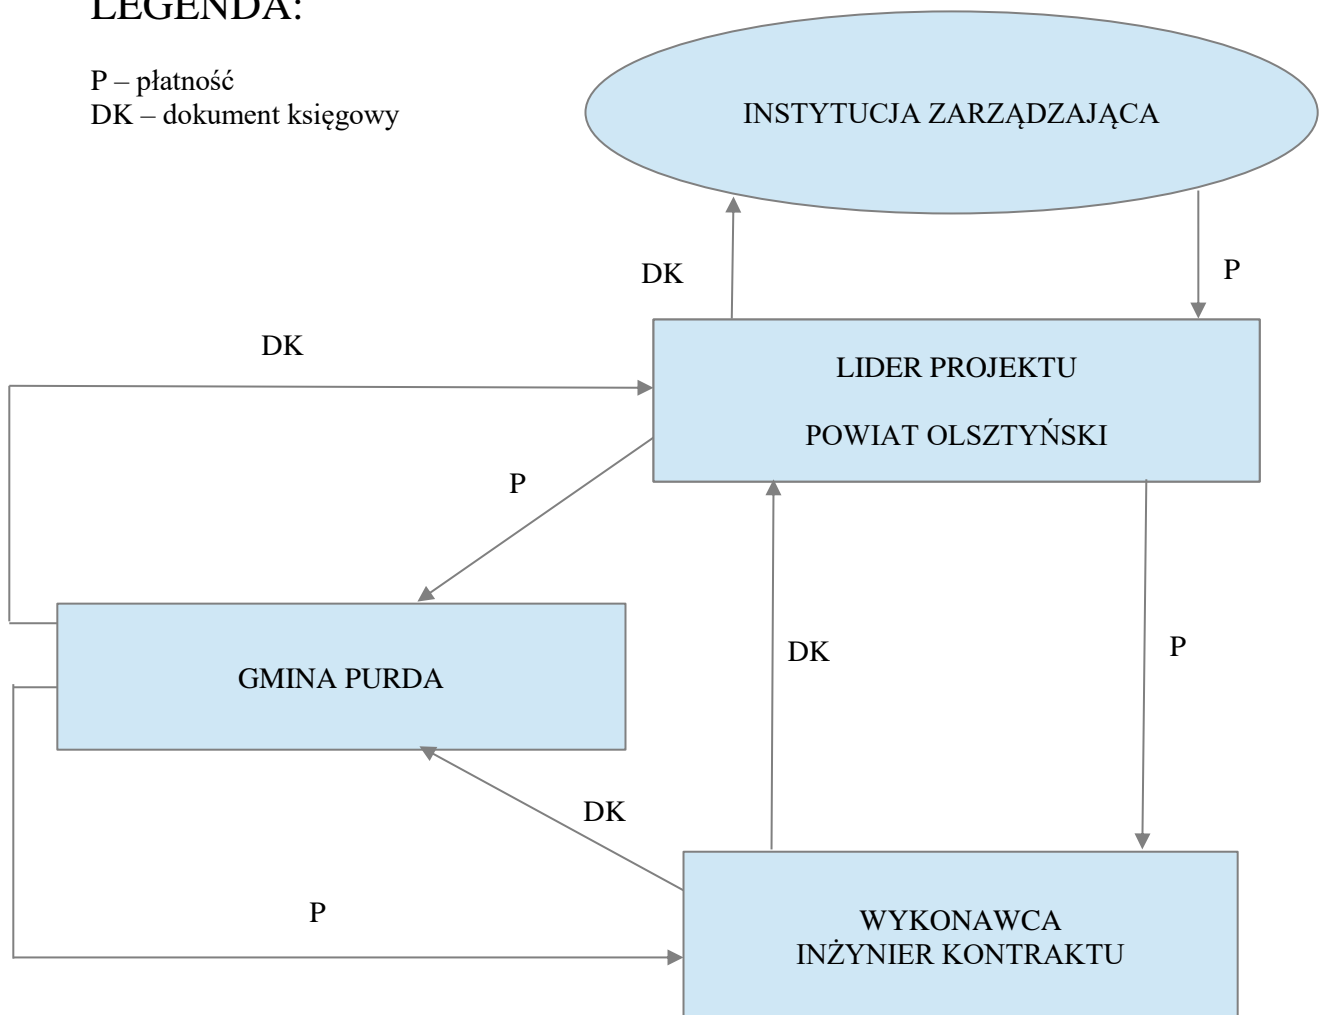 LEGENDA:
P – płatność
DK – dokument księgowy
INSTYTUCJA ZARZĄDZAJĄCA
DK
P
DK
LIDER PROJEKTU
POWIAT OLSZTYŃSKI
P
DK
P
GMINA PURDA
DK
P
WYKONAWCA
INŻYNIER KONTRAKTU